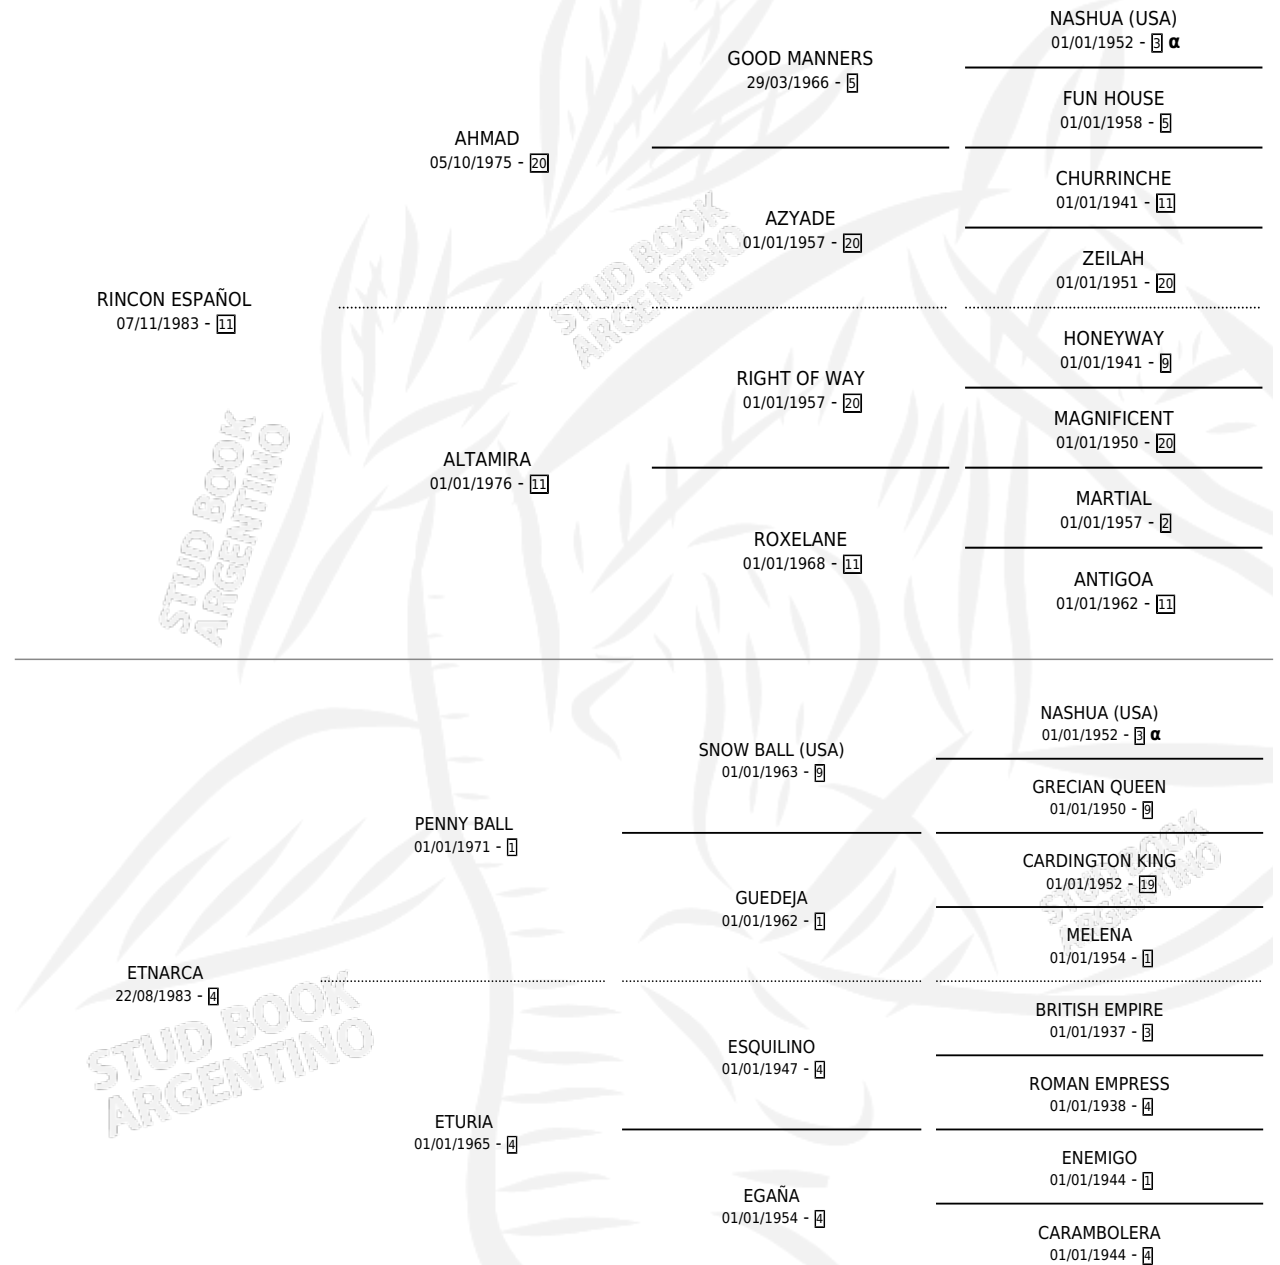 NASHUA (USA)
01/01/1952 - 3 α
GOOD MANNERS
29/03/1966 - 5
FUN HOUSE
01/01/1958 - 5
AHMAD
05/10/1975 - 20
CHURRINCHE
01/01/1941 - 11
AZYADE
01/01/1957 - 20
ZEILAH
01/01/1951 - 20
RINCON ESPAÑOL
07/11/1983 - 11
HONEYWAY
01/01/1941 - 9
RIGHT OF WAY
01/01/1957 - 20
MAGNIFICENT
01/01/1950 - 20
ALTAMIRA
01/01/1976 - 11
MARTIAL
01/01/1957 - 2
ROXELANE
01/01/1968 - 11
ANTIGOA
01/01/1962 - 11
STUD BOOK
ARGENTINO
STUD BOOK
ARGENTINO
NASHUA (USA)
01/01/1952 - 3 α
SNOW BALL (USA)
01/01/1963 - 9
GRECIAN QUEEN
01/01/1950 - 9
PENNY BALL
01/01/1971 - 1
CARDINGTON KING
01/01/1952 - 19
GUEDEJA
01/01/1962 - 1
MELENA
01/01/1954 - 1
ETNARCA
22/08/1983 - 4
BRITISH EMPIRE
01/01/1937 - 3
ESQUILINO
01/01/1947 - 4
ROMAN EMPRESS
01/01/1938 - 4
ETURIA
01/01/1965 - 4
ENEMIGO
01/01/1944 - 1
EGAÑA
01/01/1954 - 4
CARAMBOLERA
01/01/1944 - 4
STUD BOOK
ARGENTINO
STUD BOOK
ARGENTINO